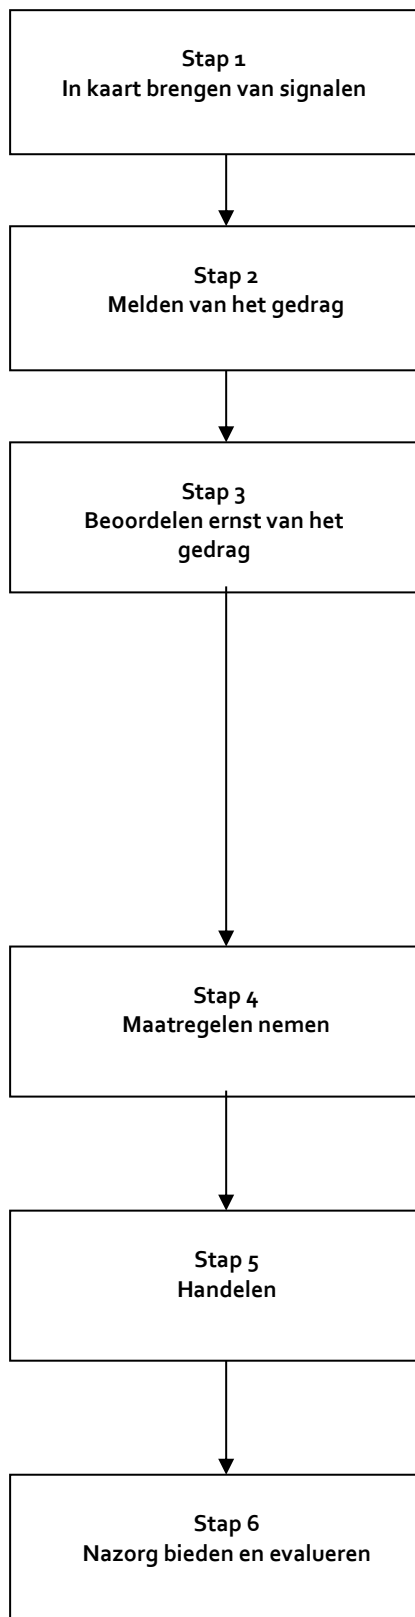 Stap 1
In kaart brengen van signalen
Stap 2
Melden van het gedrag
Stap 3
Beoordelen ernst van het
gedrag
Stap 4
Maatregelen nemen
Stap 5
Handelen
Stap 6
Nazorg bieden en evalueren